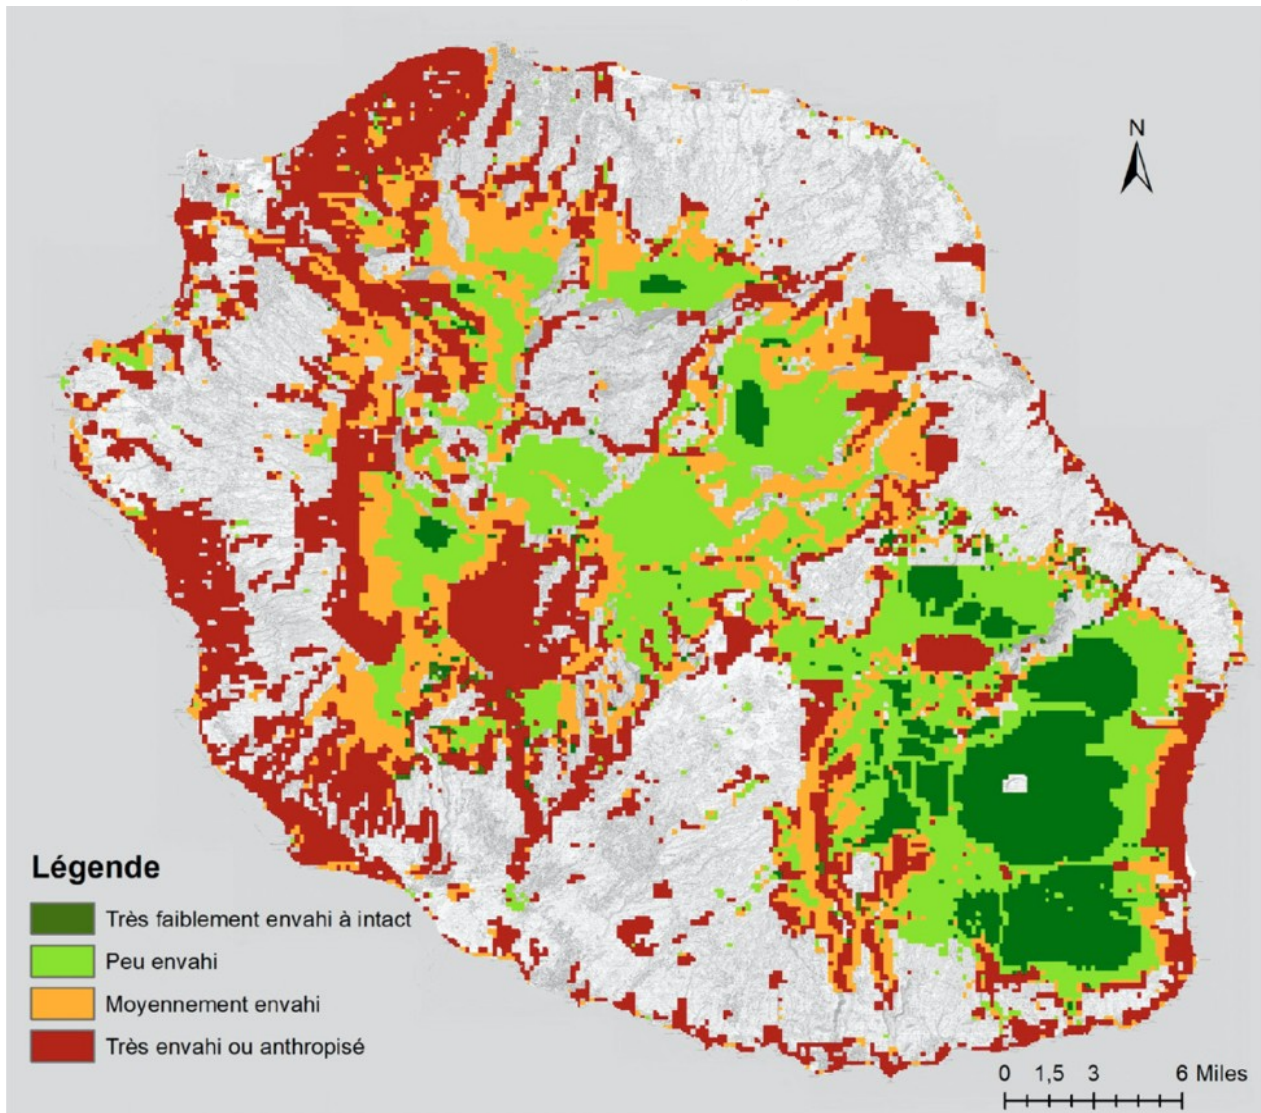 N
Légende
Très faiblement envahi à intact
Peu envahi
Moyennement envahi
Très envahi ou anthropisé
0 1,5 3 6 Miles